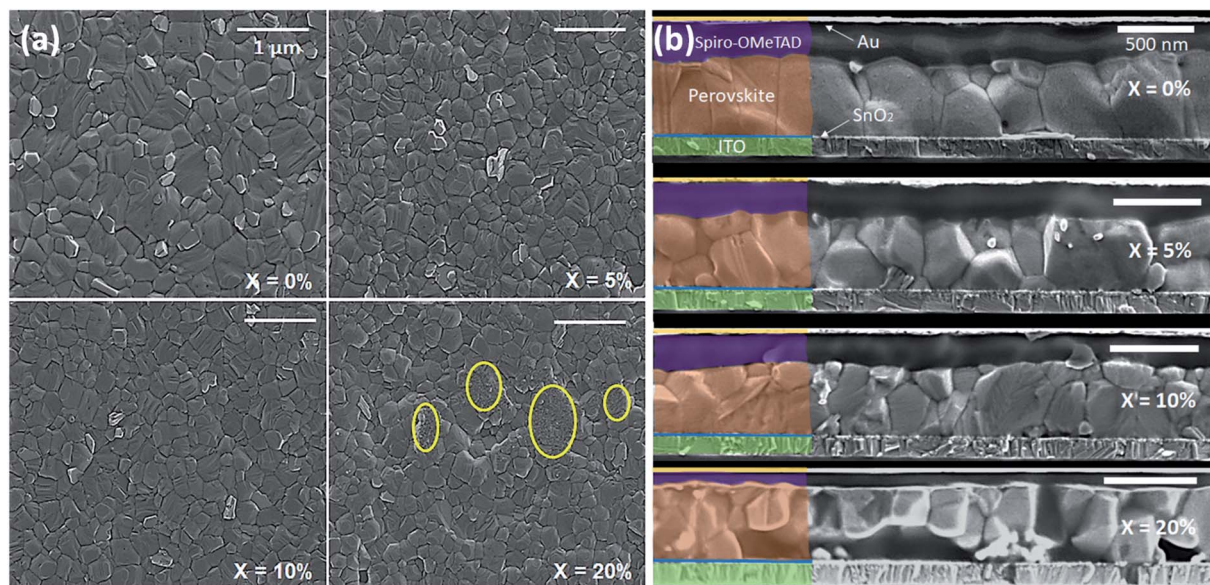 (a)
1 µm
X = 0%
X = 5%
X = 10%
X = 20%
(b)
Spiro-OMeTAD
Au
500 nm
Perovskite
X = 0%
SnO₂
ITO
X = 5%
X = 10%
X = 20%